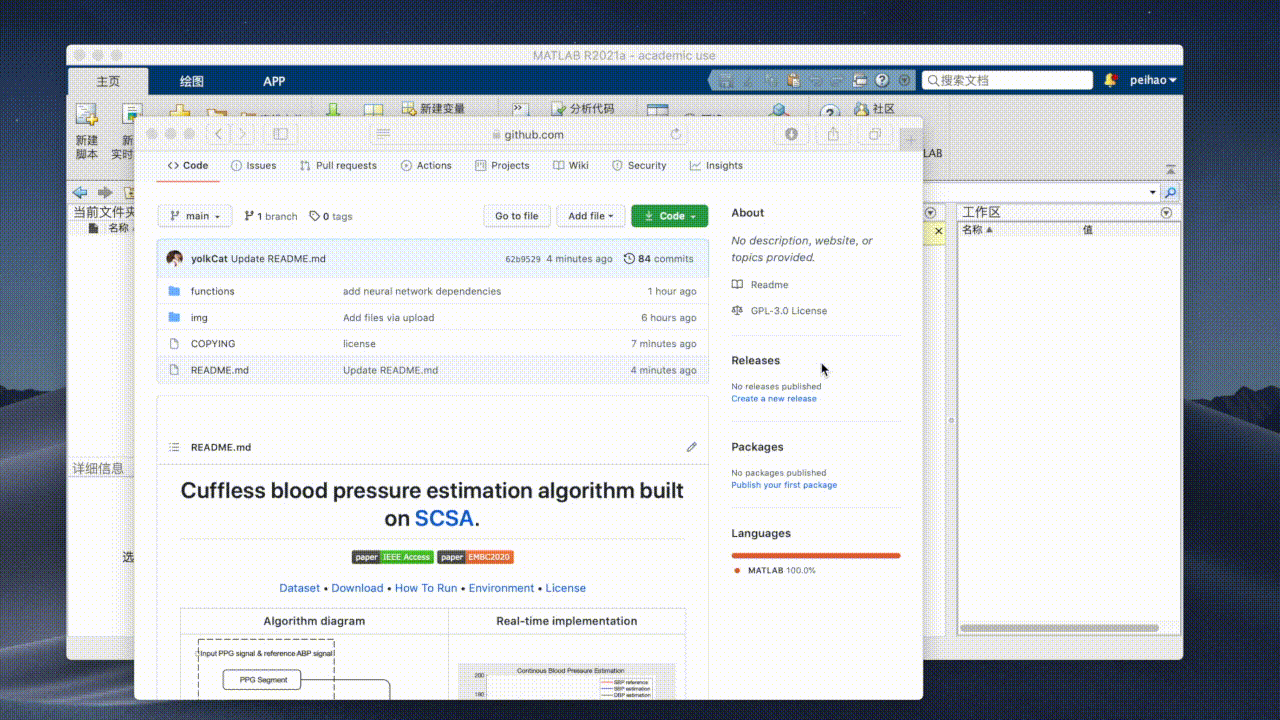 MATLAB R2021a - academic use
主页 绘图 APP
搜索文档 peihao
新建变量 分析代码 社区
新建
脚本
实时
github.com
LAB
Code Issues Pull requests Actions Projects Wiki Security Insights
当前文件夹
名称
工作区
名称 值
main 1 branch 0 tags Go to file Add file Code
yolkCat Update README.md 62b9529 4 minutes ago 84 commits
functions add neural network dependencies 1 hour ago
img Add files via upload 6 hours ago
COPYING license 7 minutes ago
README.md Update README.md 4 minutes ago
About
No description, website, or
topics provided.
Readme
GPL-3.0 License
Releases
No releases published
Create a new release
Packages
No packages published
Publish your first package
Languages
MATLAB 100.0%
详细信息
选
README.md
Cuffless blood pressure estimation algorithm built
on SCSA.
paper IEEE Access paper EMBC2020
Dataset • Download • How To Run • Environment • License
Algorithm diagram Real-time implementation
Input PPG signal & reference ABP signal
PPG Segment
Continous Blood Pressure Estimation
200
180
SBP reference
SBP estimation
DBP estimation